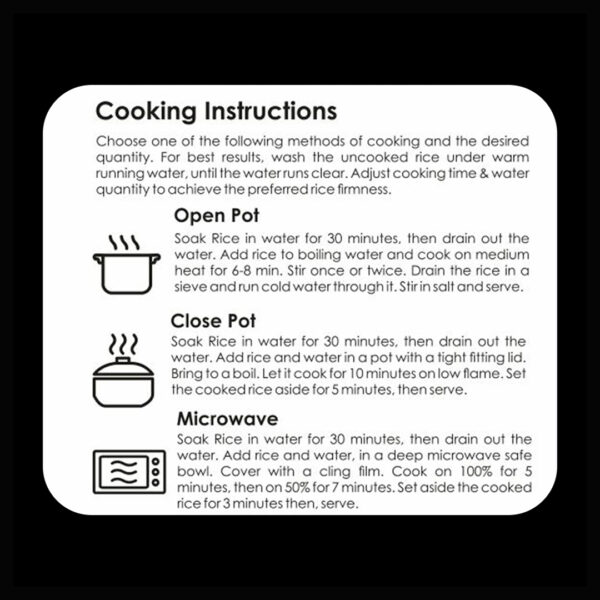 Cooking Instructions
Choose one of the following methods of cooking and the desired
quantity. For best results, wash the uncooked rice under warm
running water, until the water runs clear. Adjust cooking time & water
quantity to achieve the preferred rice firmness.
Open Pot
Soak Rice in water for 30 minutes, then drain out the
water. Add rice to boiling water and cook on medium
heat for 6-8 min. Stir once or twice. Drain the rice in a
sieve and run cold water through it. Stir in salt and serve.
Close Pot
Soak Rice in water for 30 minutes, then drain out the
water. Add rice and water in a pot with a tight fitting lid.
Bring to a boil. Let it cook for 10 minutes on low flame. Set
the cooked rice aside for 5 minutes, then serve.
Microwave
Soak Rice in water for 30 minutes, then drain out the
water. Add rice and water, in a deep microwave safe
bowl. Cover with a cling film. Cook on 100% for 5
minutes, then on 50% for 7 minutes. Set aside the cooked
rice for 3 minutes then, serve.